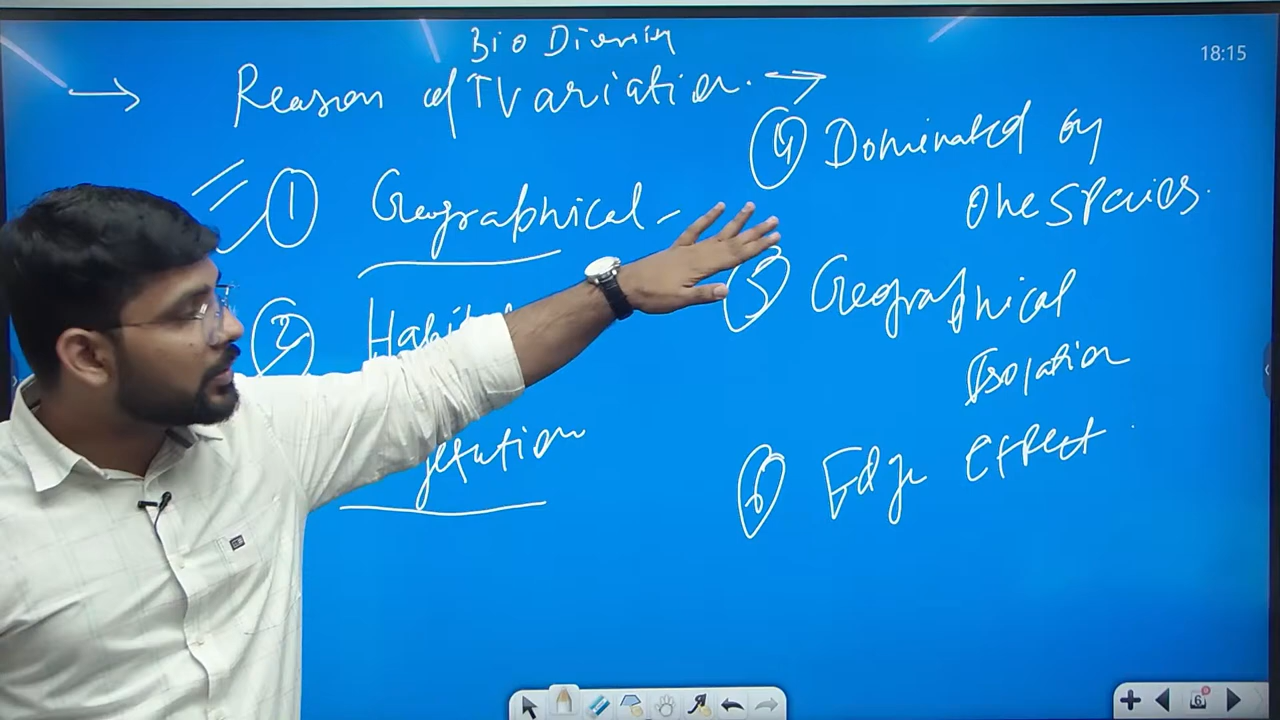 18:15
Bio Diversity
→ Reason of Variation. →
① Geographical -
②
④ Dominated by
one species.
⑤ Geographical
Isolation
⑥ Edge effect.
6